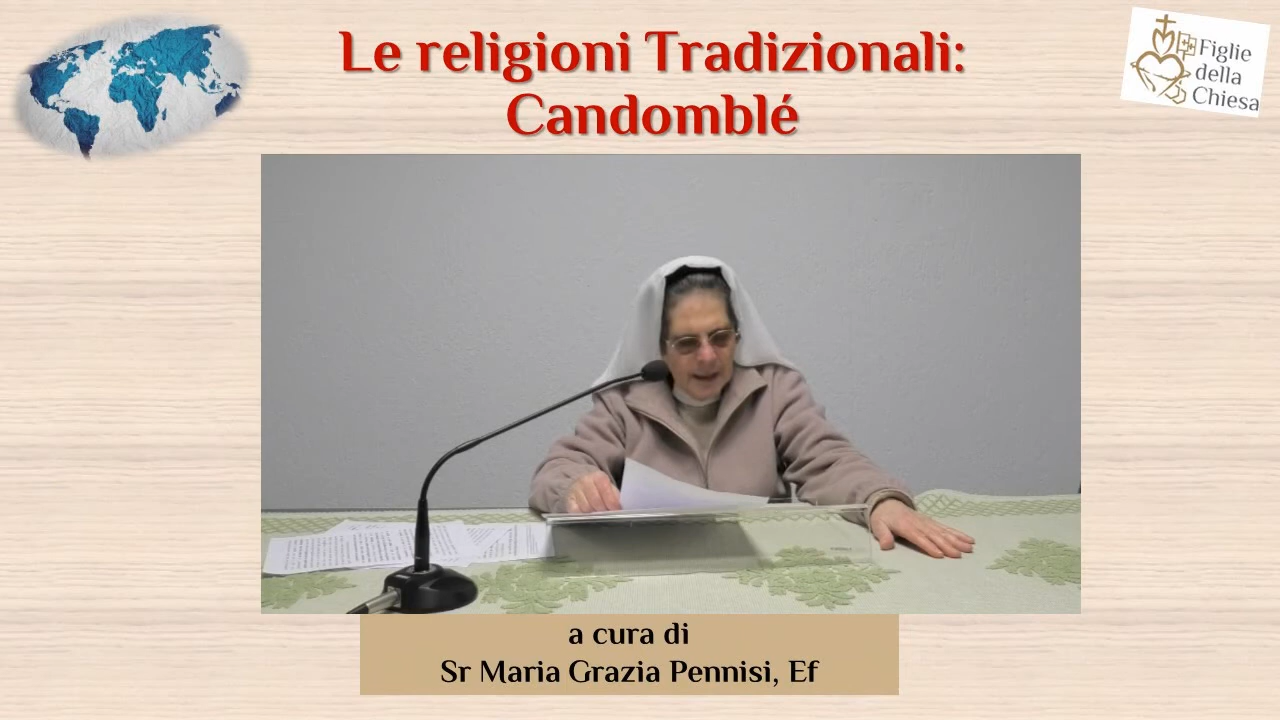 Le religioni Tradizionali:
Candomblé
Figlie
della
Chiesa
a cura di
Sr Maria Grazia Pennisi, Ef